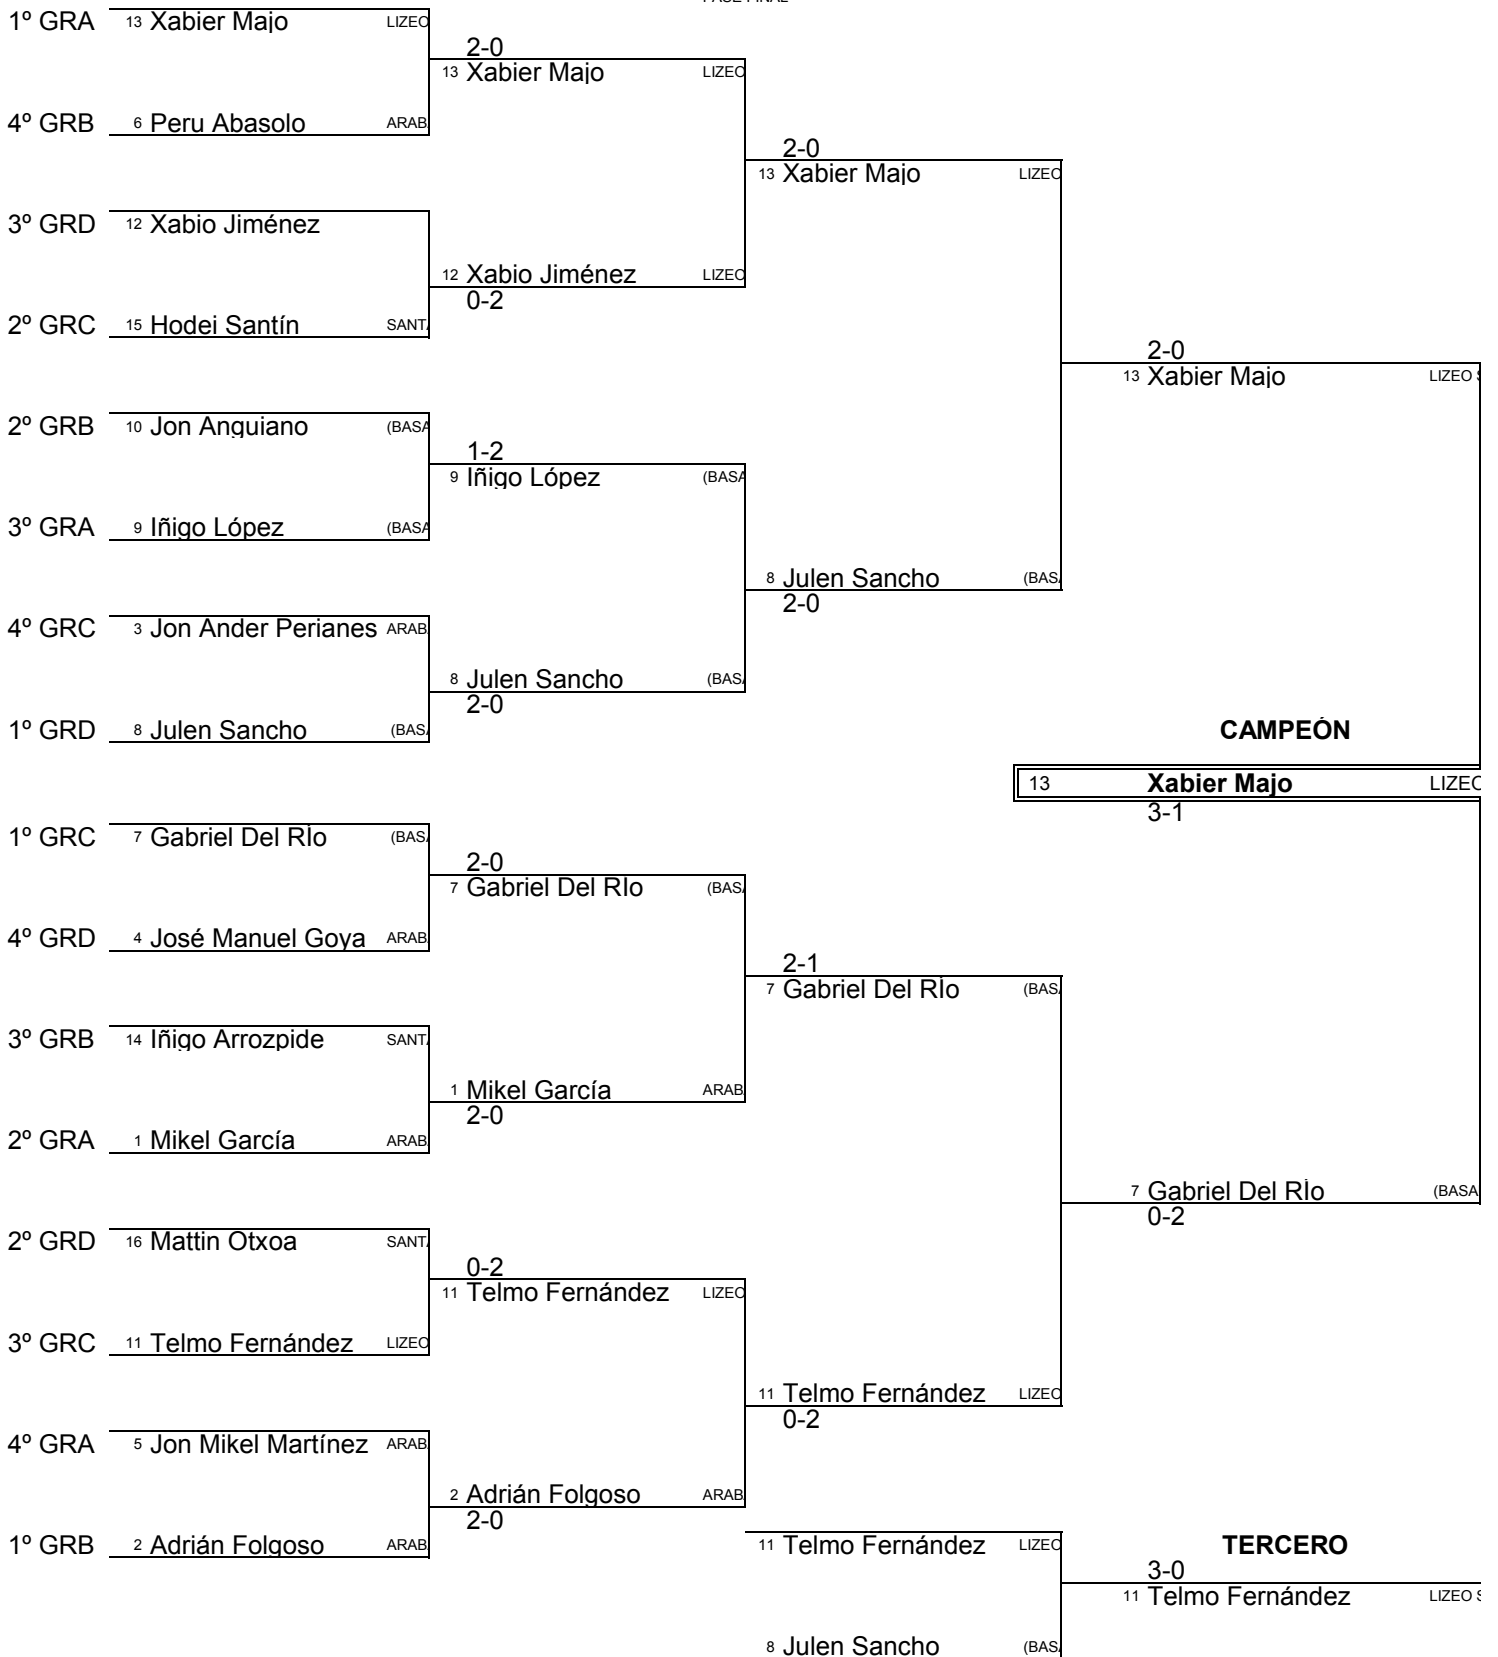 1º GRA 13 Xabier Majo LIZEO
2-0
13 Xabier Majo LIZEO
4º GRB 6 Peru Abasolo ARAB
2-0
13 Xabier Majo LIZEO
3º GRD 12 Xabio Jiménez
12 Xabio Jiménez LIZEO
0-2
2º GRC 15 Hodei Santín SANT
2-0
13 Xabier Majo LIZEO
2º GRB 10 Jon Anguiano (BASA
1-2
9 Iñigo López (BASA
3º GRA 9 Iñigo López (BASA
8 Julen Sancho (BAS
2-0
4º GRC 3 Jon Ander Perianes ARAB
8 Julen Sancho (BAS
2-0
1º GRD 8 Julen Sancho (BAS
CAMPEÓN
13 Xabier Majo LIZEO
3-1
1º GRC 7 Gabriel Del RÍo (BAS
2-0
7 Gabriel Del RÍo (BAS
4º GRD 4 José Manuel Goya ARAB
2-1
7 Gabriel Del RÍo (BAS
3º GRB 14 Iñigo Arrozpide SANT
1 Mikel García ARAB
2-0
2º GRA 1 Mikel García ARAB
7 Gabriel Del RÍo (BASA
0-2
2º GRD 16 Mattin Otxoa SANT
0-2
11 Telmo Fernández LIZEO
3º GRC 11 Telmo Fernández LIZEO
11 Telmo Fernández LIZEO
0-2
4º GRA 5 Jon Mikel Martínez ARAB
2 Adrián Folgoso ARAB
2-0
1º GRB 2 Adrián Folgoso ARAB
11 Telmo Fernández LIZEO
TERCERO
3-0
11 Telmo Fernández LIZEO
8 Julen Sancho (BAS